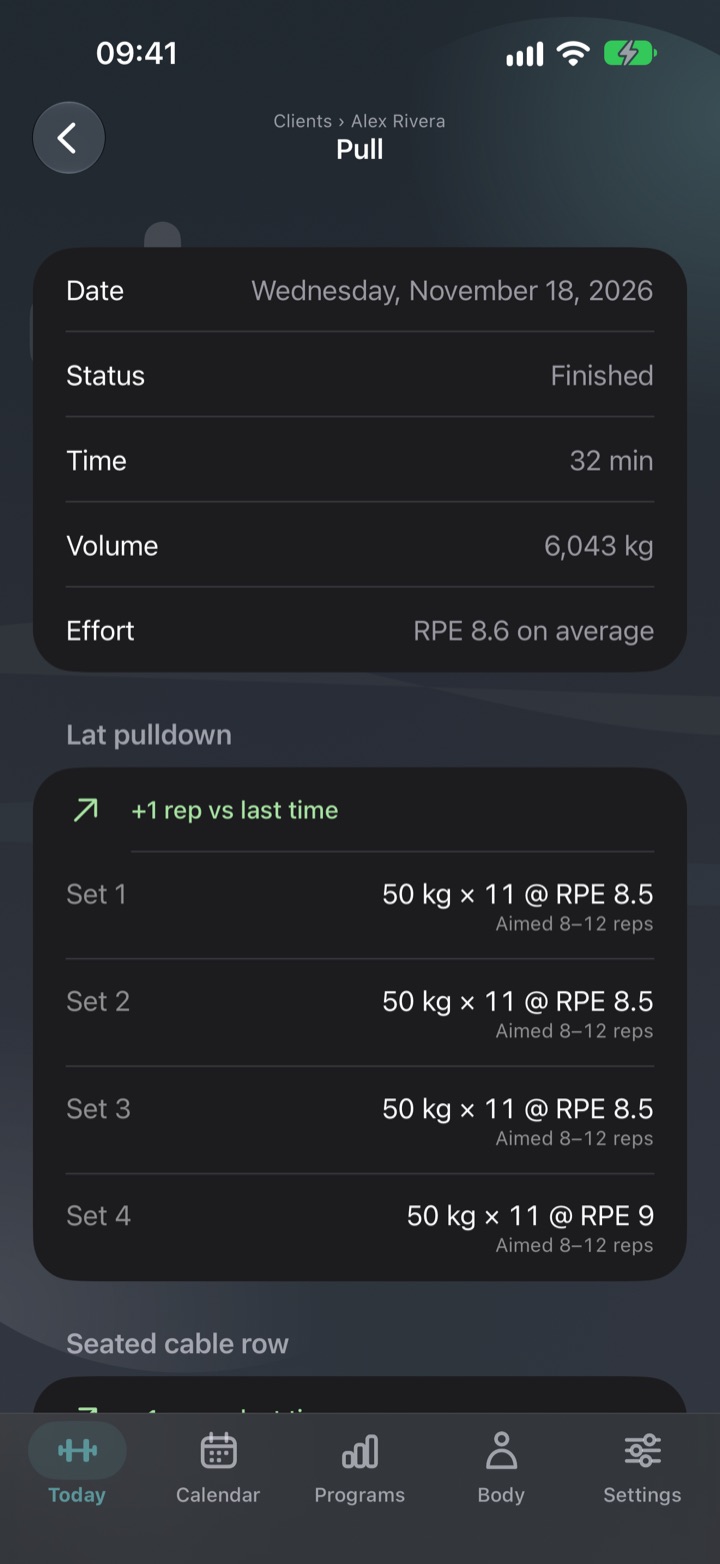 09:41
Clients › Alex Rivera
Pull
Date Wednesday, November 18, 2026
Status Finished
Time 32 min
Volume 6,043 kg
Effort RPE 8.6 on average
Lat pulldown
+1 rep vs last time
Set 1 50 kg × 11 @ RPE 8.5
Aimed 8–12 reps
Set 2 50 kg × 11 @ RPE 8.5
Aimed 8–12 reps
Set 3 50 kg × 11 @ RPE 8.5
Aimed 8–12 reps
Set 4 50 kg × 11 @ RPE 9
Aimed 8–12 reps
Seated cable row
Today Calendar Programs Body Settings